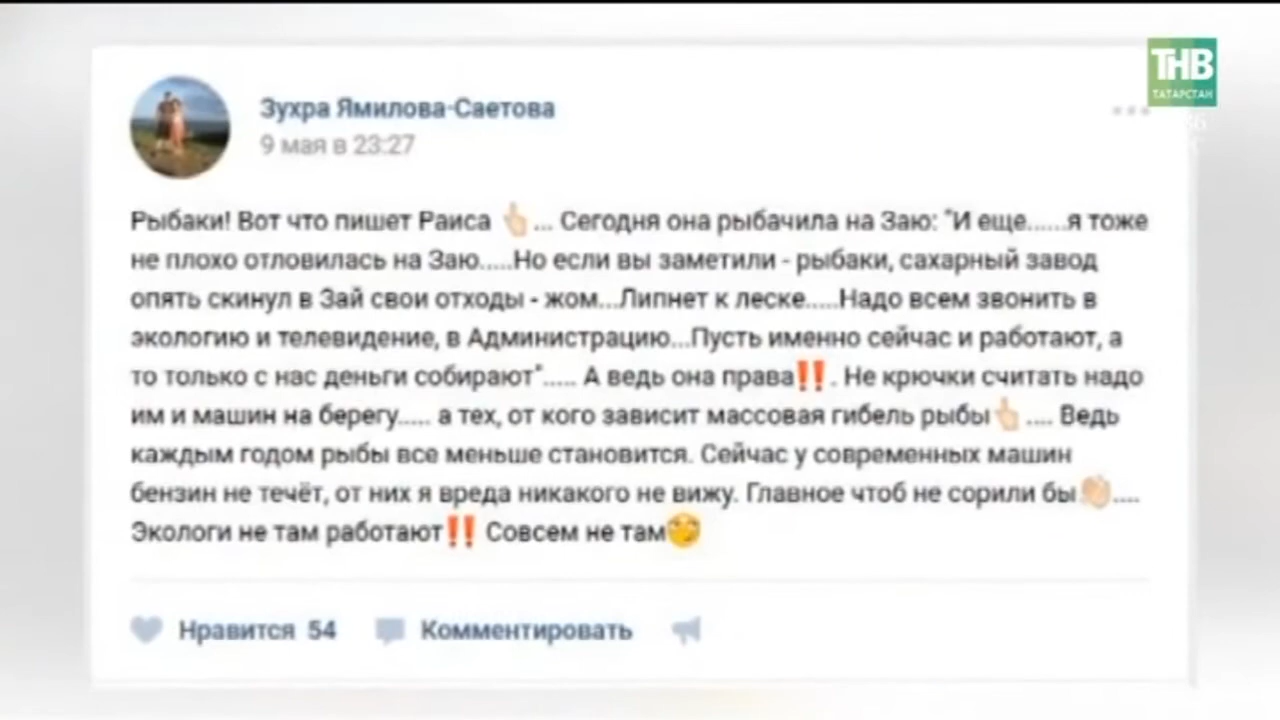 ТНВ
ТАТАРСТАН
Зухра Ямилова-Саетова
9 мая в 23:27
Рыбаки! Вот что пишет Раиса 👆🏻... Сегодня она рыбачила на Заю: "И еще......я тоже
не плохо отловилась на Заю.....Но если вы заметили - рыбаки, сахарный завод
опять скинул в Зай свои отходы - жом...Липнет к леске.....Надо всем звонить в
экологию и телевидение, в Администрацию...Пусть именно сейчас и работают, а
то только с нас деньги собирают"..... А ведь она права‼️. Не крючки считать надо
им и машин на берегу..... а тех, от кого зависит массовая гибель рыбы👆🏻.... Ведь
каждым годом рыбы все меньше становится. Сейчас у современных машин
бензин не течёт, от них я вреда никакого не вижу. Главное чтоб не сорили бы👏🏻....
Экологи не там работают‼️ Совсем не там🙄
Нравится 54 Комментировать